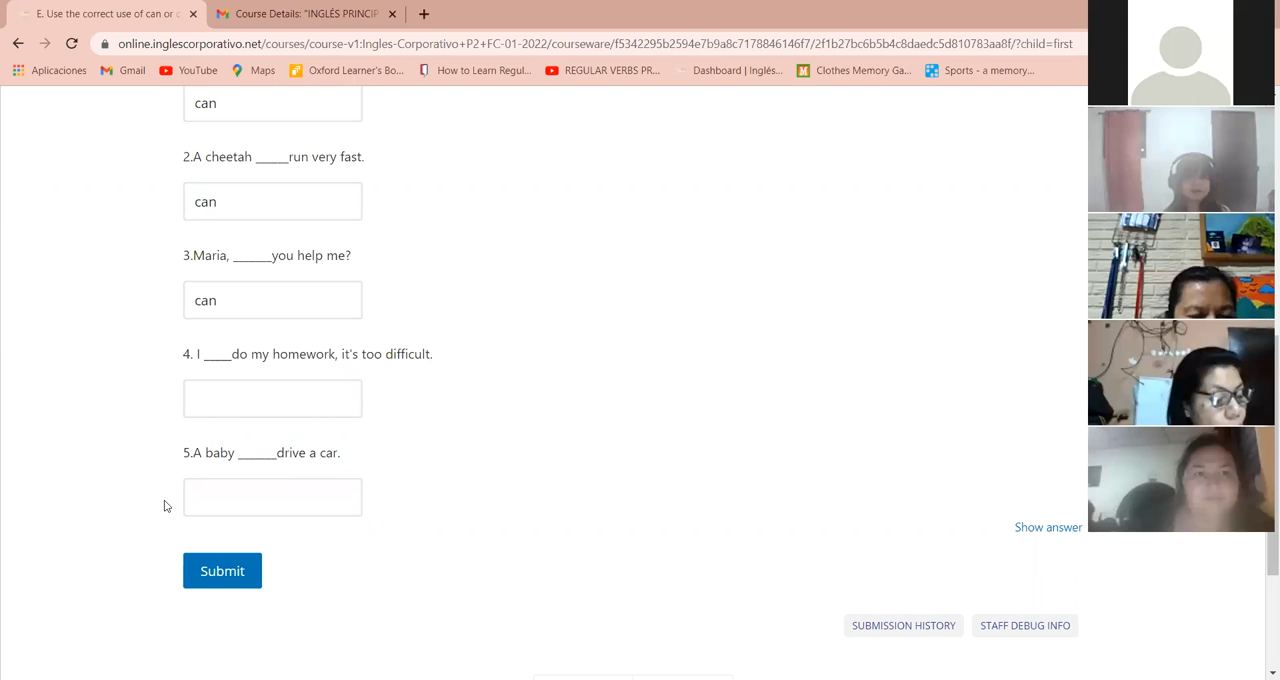 E. Use the correct use of can or c
Course Details: "INGLÉS PRINCIP
online.inglescorporativo.net/courses/course-v1:Ingles-Corporativo+P2+FC-01-2022/courseware/f5342295b2594e7b9a8c7178846146f7/2f1b27bc6b5b4c8daedc5d810783aa8f/?child=first
Aplicaciones Gmail YouTube Maps Oxford Learner's Bo... How to Learn Regul... REGULAR VERBS PR... Dashboard | Inglés... Clothes Memory Ga... Sports - a memory...
can
2.A cheetah _____run very fast.
can
3.Maria, ______you help me?
can
4. I ____do my homework, it's too difficult.
5.A baby ______drive a car.
Show answer
Submit
SUBMISSION HISTORY STAFF DEBUG INFO